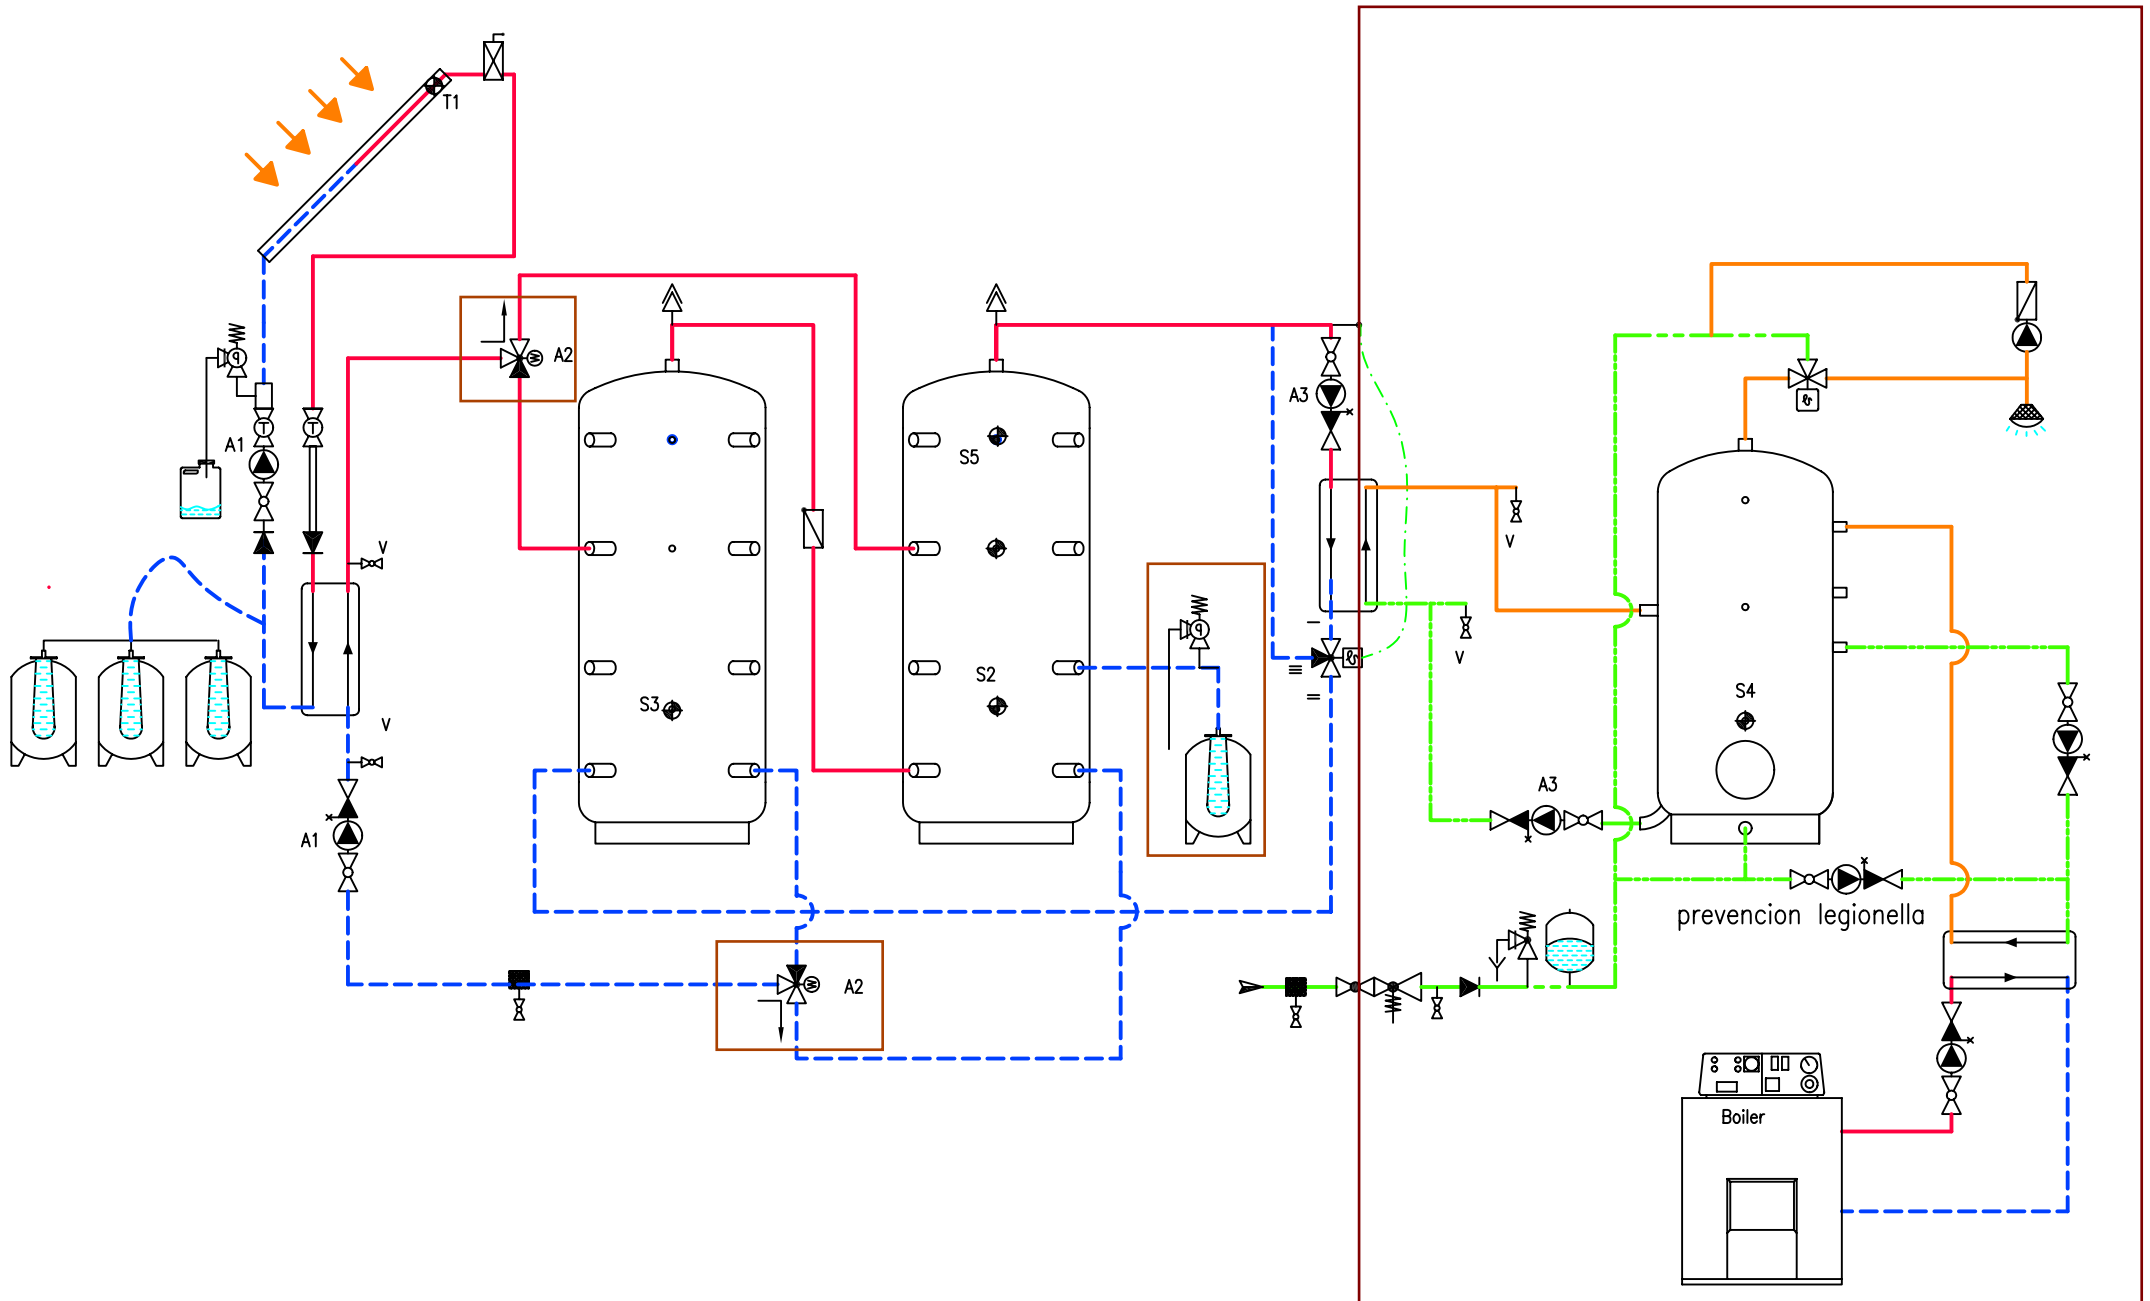 T1
A2
A1
A3
S5
V
V
V
V
S3
S2
S4
A1
A3
prevencion legionella
A2
Boiler